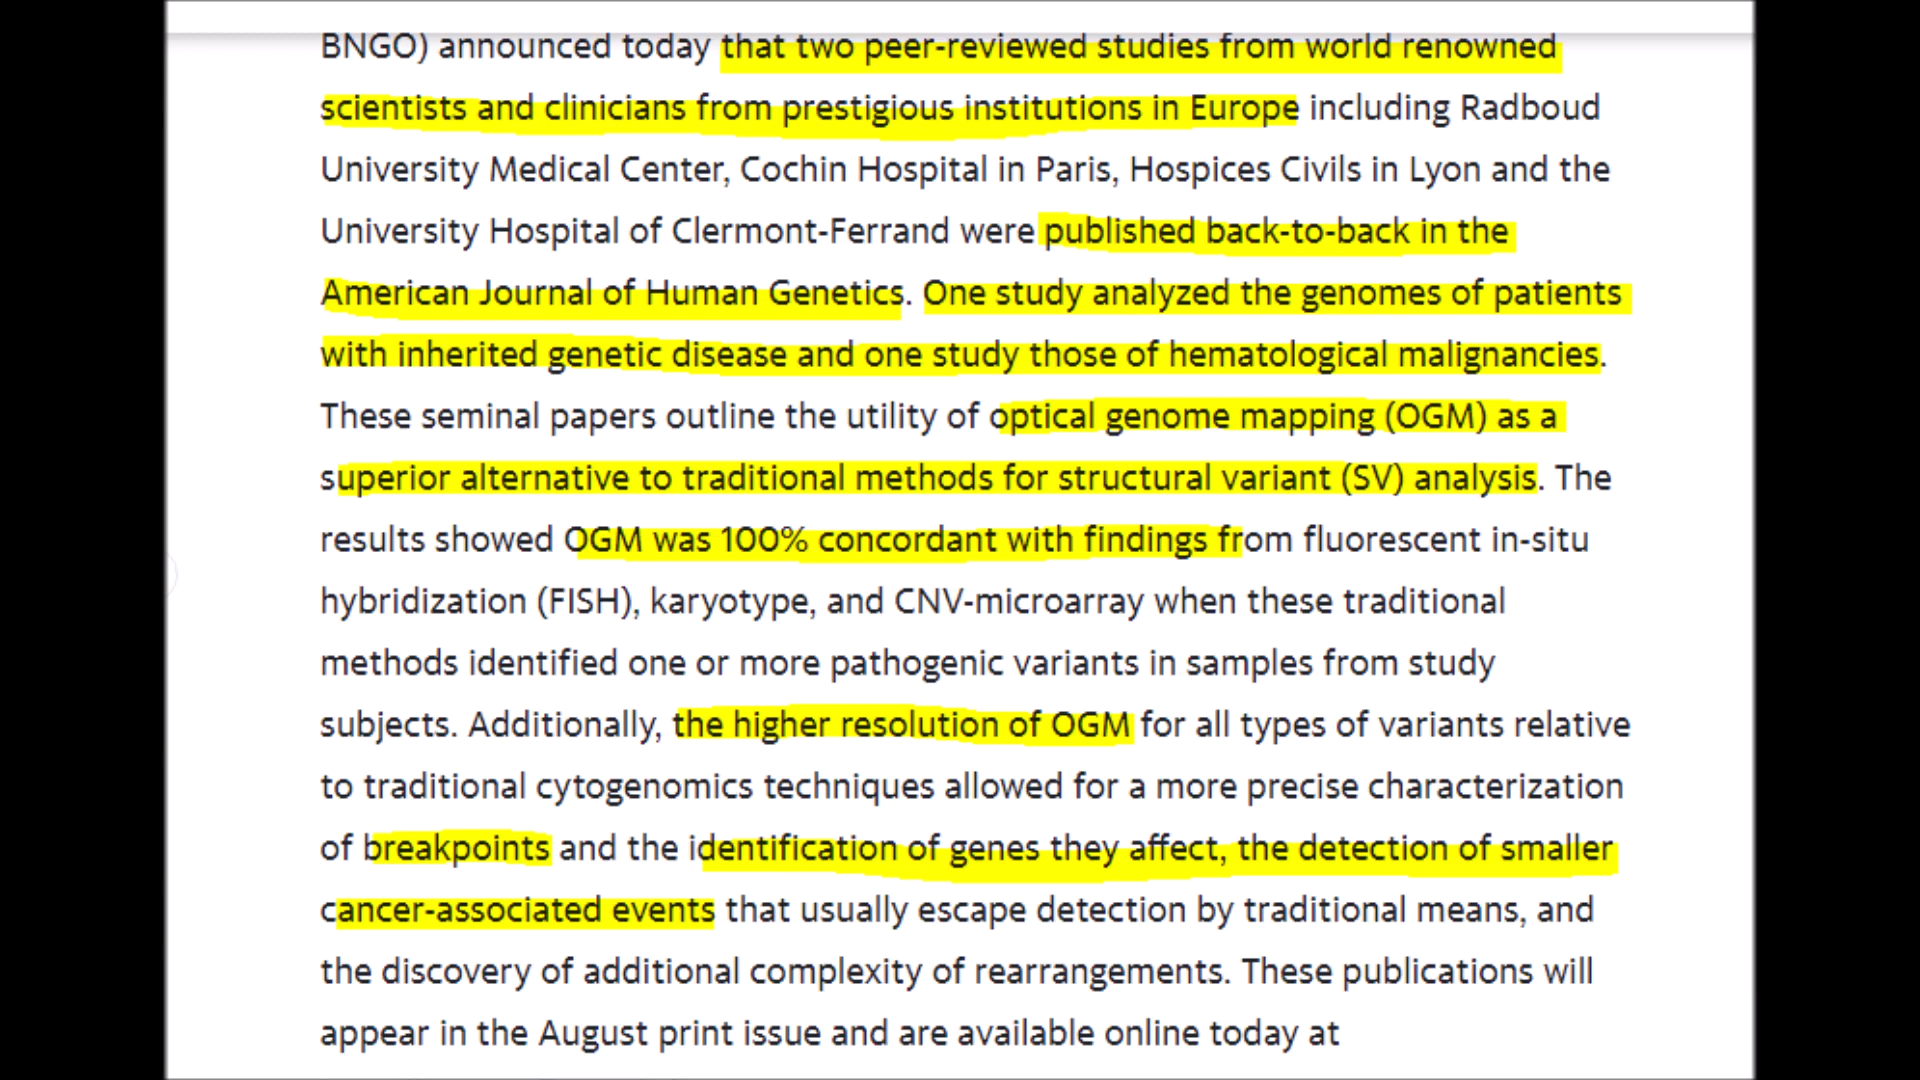 BNGO) announced today that two peer-reviewed studies from world renowned
scientists and clinicians from prestigious institutions in Europe including Radboud
University Medical Center, Cochin Hospital in Paris, Hospices Civils in Lyon and the
University Hospital of Clermont-Ferrand were published back-to-back in the
American Journal of Human Genetics. One study analyzed the genomes of patients
with inherited genetic disease and one study those of hematological malignancies.
These seminal papers outline the utility of optical genome mapping (OGM) as a
superior alternative to traditional methods for structural variant (SV) analysis. The
results showed OGM was 100% concordant with findings from fluorescent in-situ
hybridization (FISH), karyotype, and CNV-microarray when these traditional
methods identified one or more pathogenic variants in samples from study
subjects. Additionally, the higher resolution of OGM for all types of variants relative
to traditional cytogenomics techniques allowed for a more precise characterization
of breakpoints and the identification of genes they affect, the detection of smaller
cancer-associated events that usually escape detection by traditional means, and
the discovery of additional complexity of rearrangements. These publications will
appear in the August print issue and are available online today at